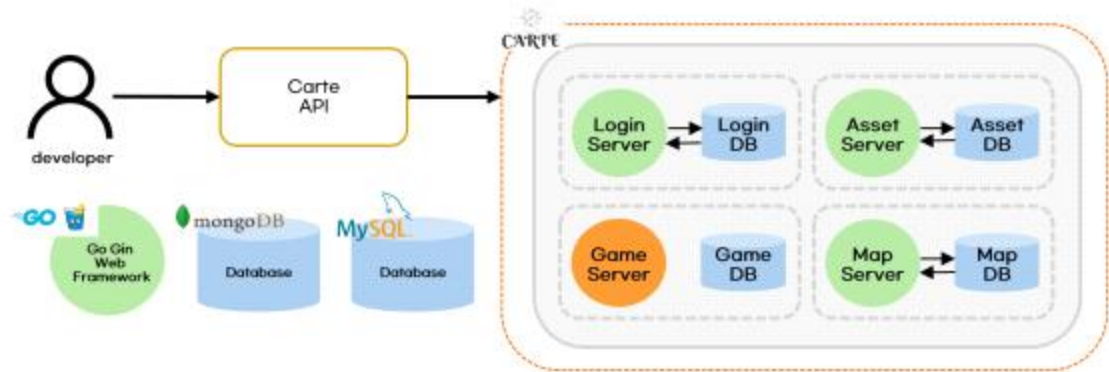 CARTE
Carte
API
developer
Login
Server
Login
DB
Asset
Server
Asset
DB
GO
mongoDB
MySQL
Go Gin
Web
Framework
Database
Database
Game
Server
Game
DB
Map
Server
Map
DB